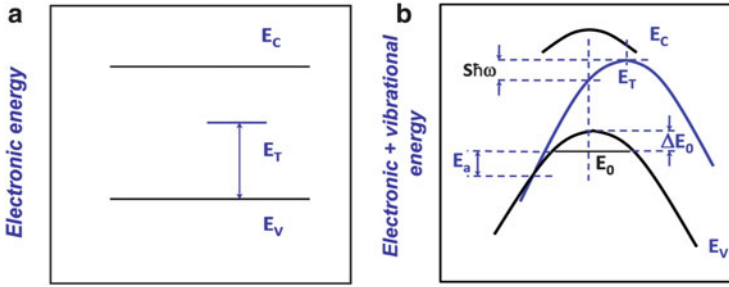 a
Electronic energy
E_C
E_T
E_V
b
Electronic + vibrational
energy
E_C
Sħω
E_T
ΔE_0
E_a
E_0
E_V